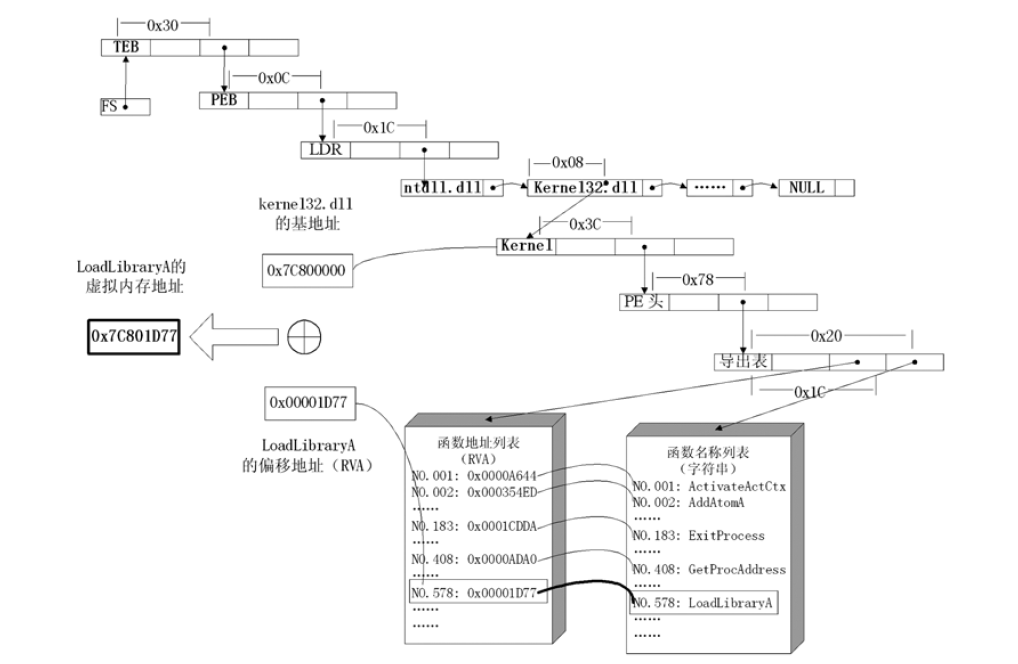 0x30
TEB
0x0C
FS
PEB
0x1C
LDR
0x08
ntdll.dll
Kernel32.dll
······
NULL
kernel32.dll
的基地址
0x3C
Kernel
LoadLibraryA的
虚拟内存地址
0x7C800000
0x78
PE 头
0x7C801D77
0x20
导出表
0x1C
0x00001D77
LoadLibraryA
的偏移地址（RVA）
函数地址列表
（RVA）
NO.001: 0x0000A644
NO.002: 0x000354ED
······
NO.183: 0x0001CDDA
······
NO.408: 0x0000ADA0
······
NO.578: 0x00001D77
······
······
函数名称列表
（字符串）
NO.001: ActivateActCtx
NO.002: AddAtomA
······
NO.183: ExitProcess
······
NO.408: GetProcAddress
······
NO.578: LoadLibraryA
······
······